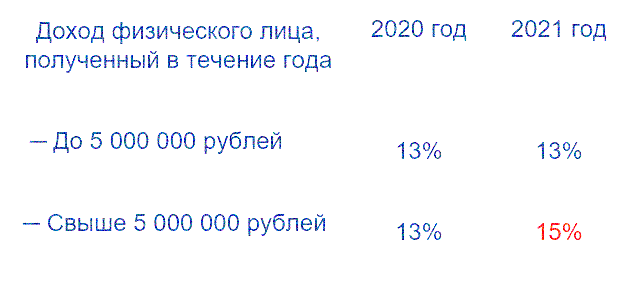 Доход физического лица,
полученный в течение года
2020 год
2021 год
— До 5 000 000 рублей
13%
13%
— Свыше 5 000 000 рублей
13%
15%